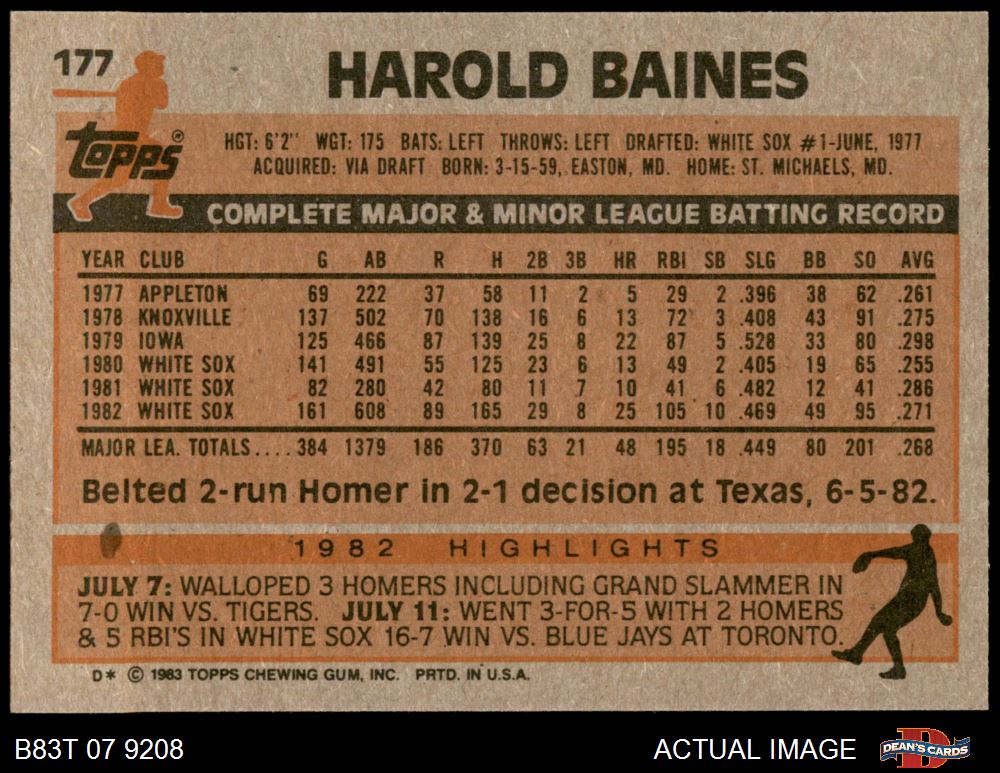 177
HAROLD BAINES
TOPPS®
HGT: 6'2" WGT: 175 BATS: LEFT THROWS: LEFT DRAFTED: WHITE SOX #1-JUNE, 1977
ACQUIRED: VIA DRAFT BORN: 3-15-59, EASTON, MD. HOME: ST. MICHAELS, MD.
COMPLETE MAJOR & MINOR LEAGUE BATTING RECORD
YEAR CLUB G AB R H 2B 3B HR RBI SB SLG BB SO AVG
1977 APPLETON 69 222 37 58 11 2 5 29 2 .396 38 62 .261
1978 KNOXVILLE 137 502 70 138 16 6 13 72 3 .408 43 91 .275
1979 IOWA 125 466 87 139 25 8 22 87 5 .528 33 80 .298
1980 WHITE SOX 141 491 55 125 23 6 13 49 2 .405 19 65 .255
1981 WHITE SOX 82 280 42 80 11 7 10 41 6 .482 12 41 .286
1982 WHITE SOX 161 608 89 165 29 8 25 105 10 .469 49 95 .271
MAJOR LEA. TOTALS.... 384 1379 186 370 63 21 48 195 18 .449 80 201 .268
Belted 2-run Homer in 2-1 decision at Texas, 6-5-82.
1982 HIGHLIGHTS
JULY 7: WALLOPED 3 HOMERS INCLUDING GRAND SLAMMER IN
7-0 WIN VS. TIGERS. JULY 11: WENT 3-FOR-5 WITH 2 HOMERS
& 5 RBI'S IN WHITE SOX 16-7 WIN VS. BLUE JAYS AT TORONTO.
D* © 1983 TOPPS CHEWING GUM, INC. PRTD. IN U.S.A.
B83T 07 9208
ACTUAL IMAGE
DEAN'S CARDS